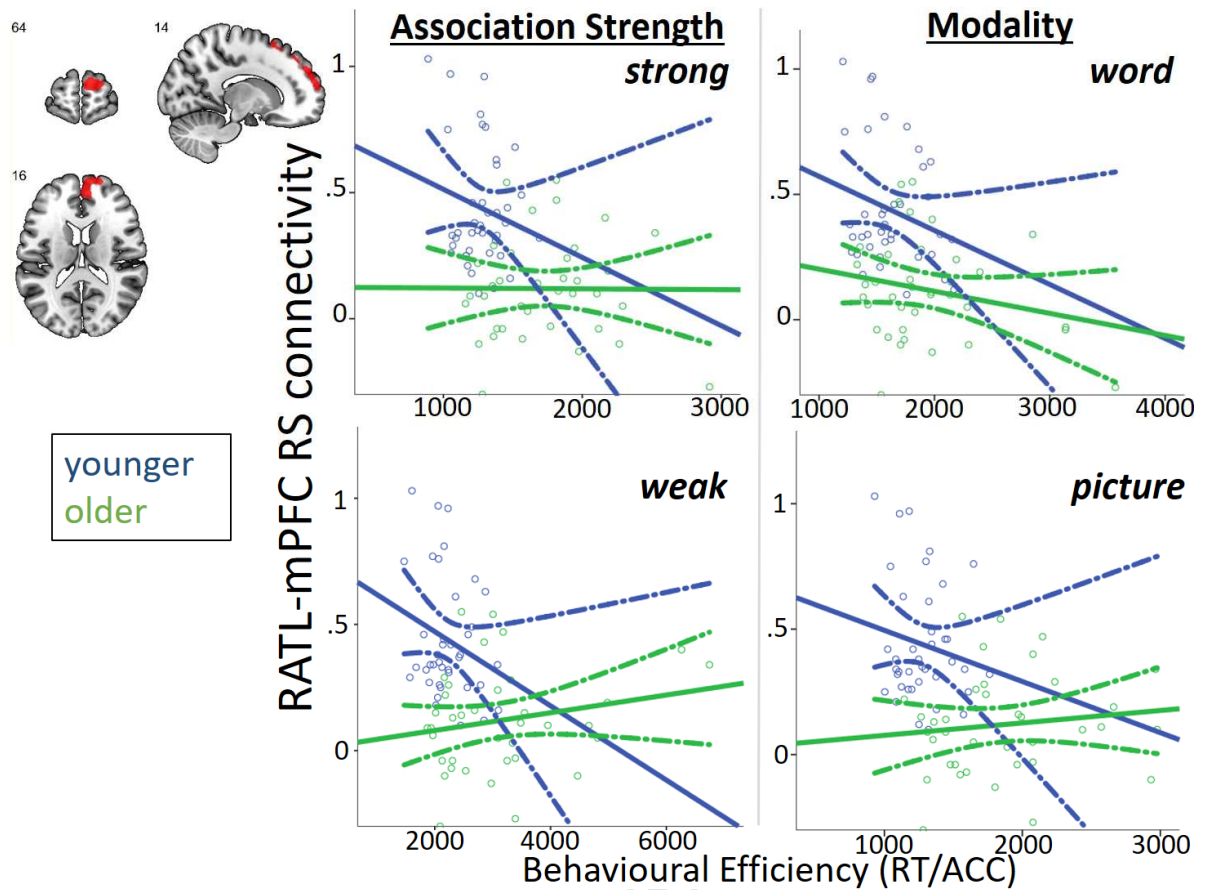 64
14
16
younger
older
RATL-mPFC RS connectivity
Association Strength
strong
1
.5
0
1000
2000
3000
Modality
word
1
.5
0
1000
2000
3000
4000
weak
1
.5
0
2000
4000
6000
picture
1
.5
0
1000
2000
3000
Behavioural Efficiency (RT/ACC)